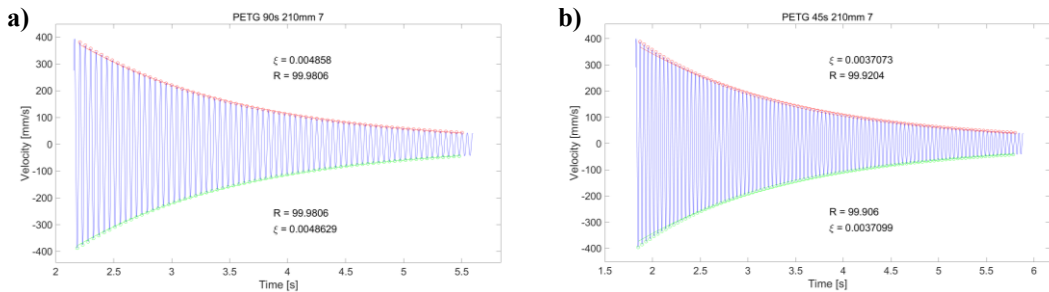 a)
PETG 90s 210mm 7
400
300
200
100
0
-100
-200
-300
-400
Velocity [mm/s]
ξ = 0.004858
R = 99.9806
R = 99.9806
ξ = 0.0048629
2
2.5
3
3.5
4
4.5
5
5.5
Time [s]
b)
PETG 45s 210mm 7
400
300
200
100
0
-100
-200
-300
-400
Velocity [mm/s]
ξ = 0.0037073
R = 99.9204
R = 99.906
ξ = 0.0037099
1.5
2
2.5
3
3.5
4
4.5
5
5.5
6
Time [s]